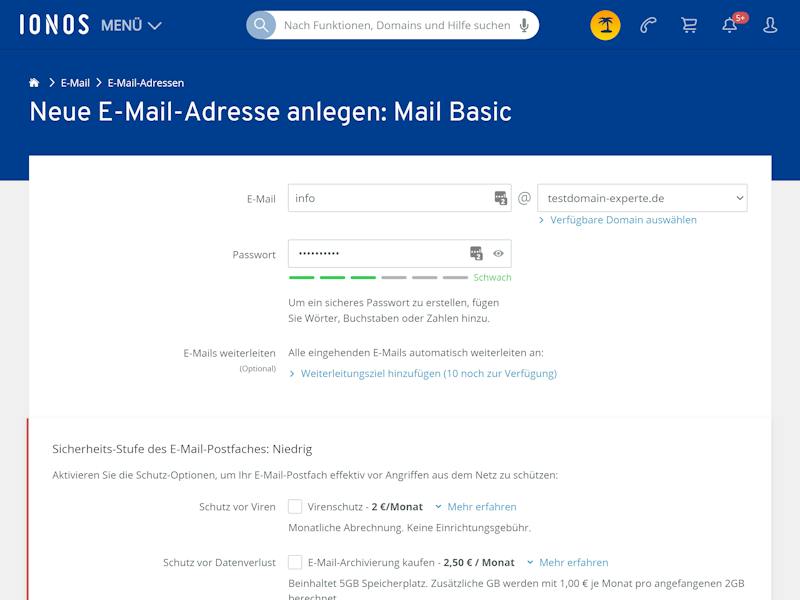 IONOS MENÜ Nach Funktionen, Domains und Hilfe suchen 5+
E-Mail E-Mail-Adressen
Neue E-Mail-Adresse anlegen: Mail Basic
E-Mail info @ testdomain-experte.de
Verfügbare Domain auswählen
Passwort ••••••••••
Schwach
Um ein sicheres Passwort zu erstellen, fügen
Sie Wörter, Buchstaben oder Zahlen hinzu.
E-Mails weiterleiten Alle eingehenden E-Mails automatisch weiterleiten an:
(Optional) Weiterleitungsziel hinzufügen (10 noch zur Verfügung)
Sicherheits-Stufe des E-Mail-Postfaches: Niedrig
Aktivieren Sie die Schutz-Optionen, um Ihr E-Mail-Postfach effektiv vor Angriffen aus dem Netz zu schützen:
Schutz vor Viren Virenschutz - 2 €/Monat Mehr erfahren
Monatliche Abrechnung. Keine Einrichtungsgebühr.
Schutz vor Datenverlust E-Mail-Archivierung kaufen - 2,50 € / Monat Mehr erfahren
Beinhaltet 5GB Speicherplatz. Zusätzliche GB werden mit 1,00 € je Monat pro angefangenen 2GB
berechnet